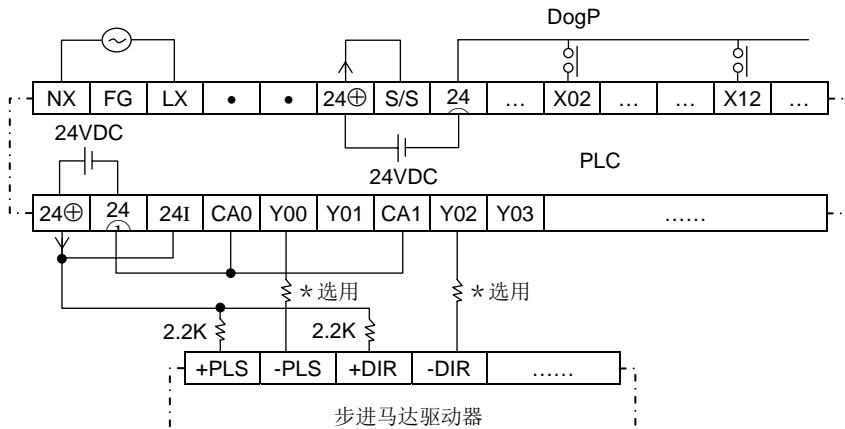 DogP
NX FG LX • • 24⊕ S/S 24 … X02 … … X12 …
24VDC
24VDC
PLC
24⊕ 24 24I CA0 Y00 Y01 CA1 Y02 Y03 ……
*选用 *选用
2.2K 2.2K
+PLS -PLS +DIR -DIR ……
步进马达驱动器